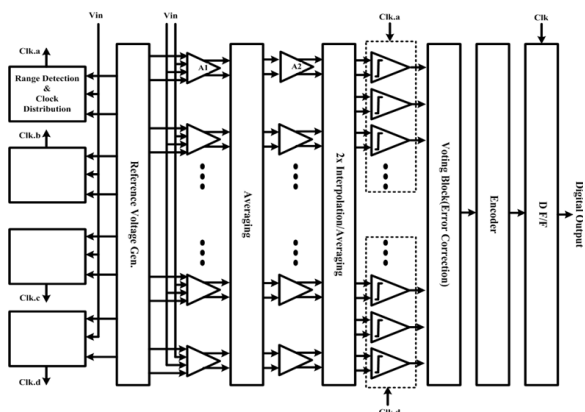 Clk.a
Vin
Vin
Clk.a
Clk
Range Detection
&
Clock
Distribution
A1
A2
Clk.b
Clk.c
Clk.d
Reference Voltage Gen.
Averaging
2x Interpolation/Averaging
Voting Block(Error Correction)
Encoder
D F/F
Digital Output
Clk.d